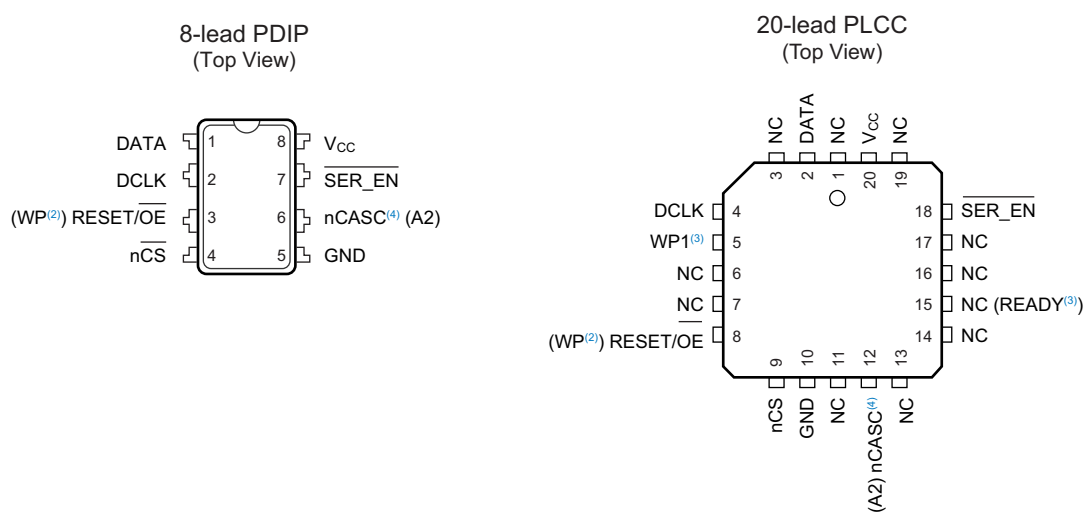 8-lead PDIP
(Top View)
DATA 1 8 VCC
DCLK 2 7 SER_EN
(WP(2)) RESET/OE 3 6 nCASC(4) (A2)
nCS 4 5 GND
20-lead PLCC
(Top View)
NC DATA NC VCC NC
3 2 1 20 19
DCLK 4 18 SER_EN
WP1(3) 5 17 NC
NC 6 16 NC
NC 7 15 NC (READY(3))
(WP(2)) RESET/OE 8 14 NC
9 10 11 12 13
nCS GND NC (A2) nCASC(4) NC